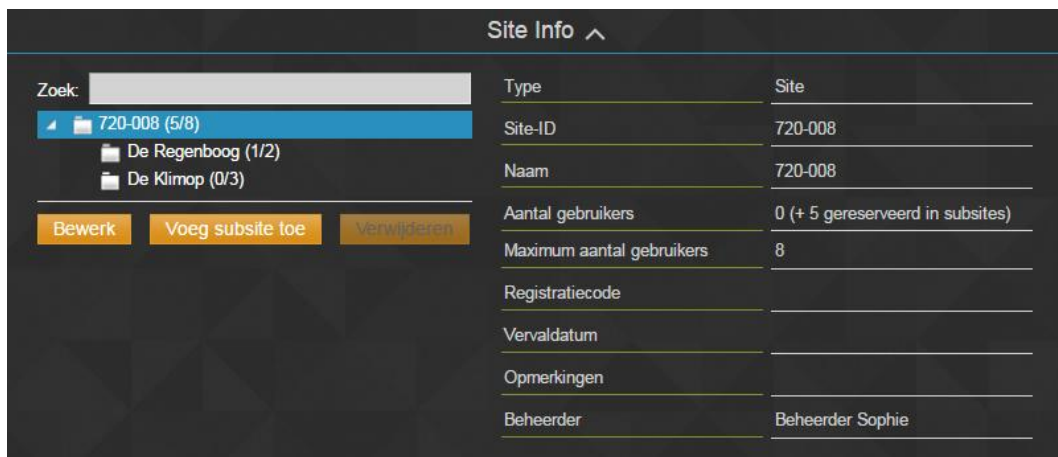 Site Info
Zoek:
720-008 (5/8)
De Regenboog (1/2)
De Klimop (0/3)
Bewerk
Voeg subsite toe
Verwijderen
Type
Site
Site-ID
720-008
Naam
720-008
Aantal gebruikers
0 (+ 5 gereserveerd in subsites)
Maximum aantal gebruikers
8
Registratiecode
Vervaldatum
Opmerkingen
Beheerder
Beheerder Sophie